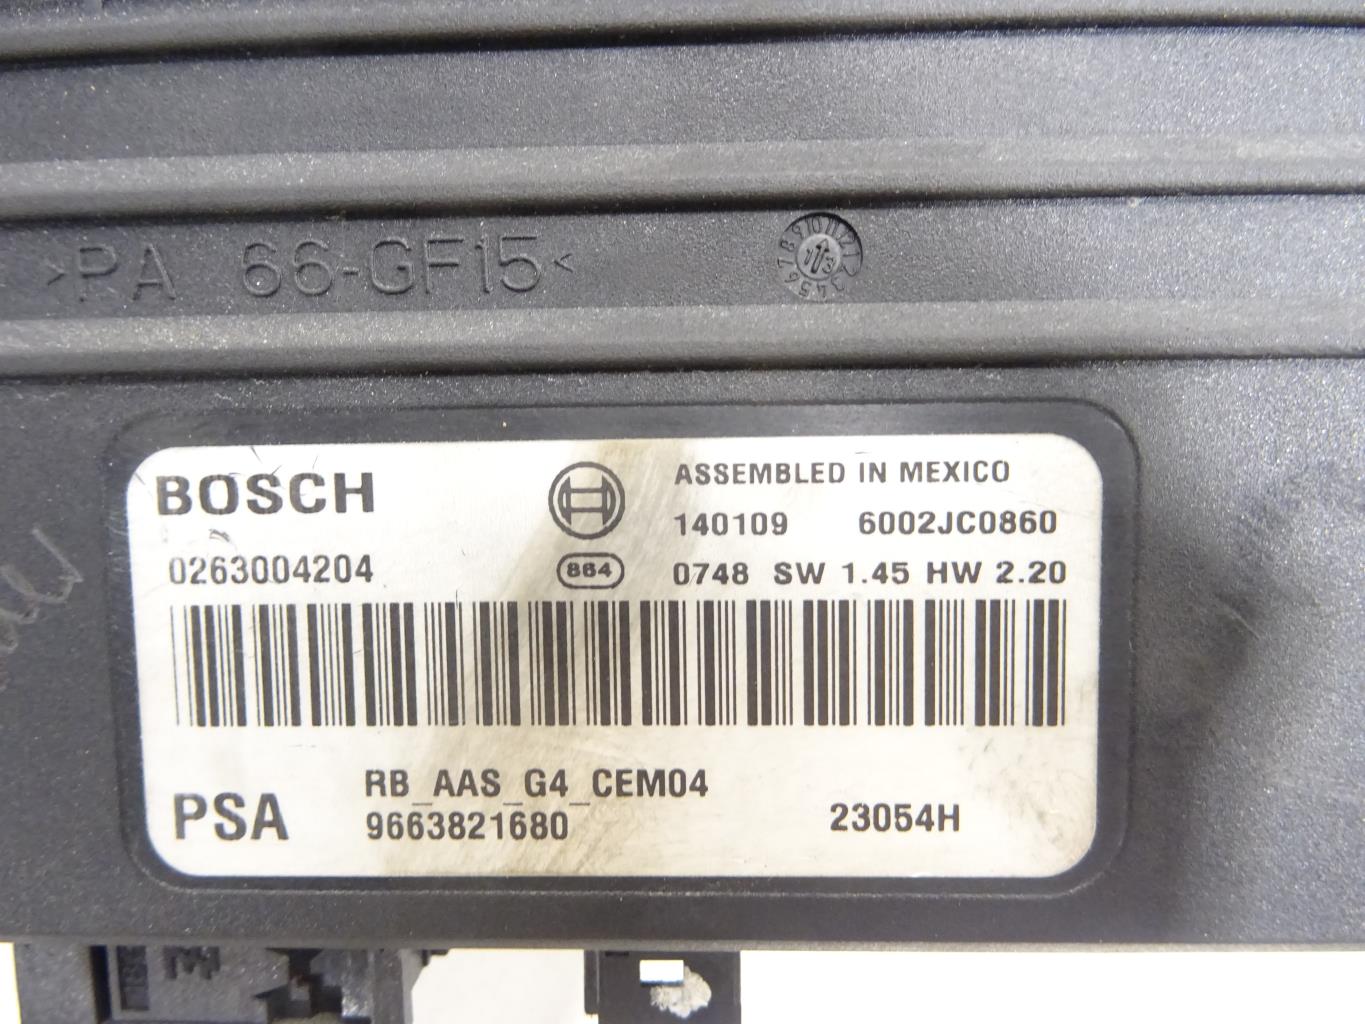 >PA 66-GF15<
BOSCH
ASSEMBLED IN MEXICO
140109 6002JC0860
0263004204
864
0748 SW 1.45 HW 2.20
RB_AAS_G4_CEM04
PSA
9663821680
23054H